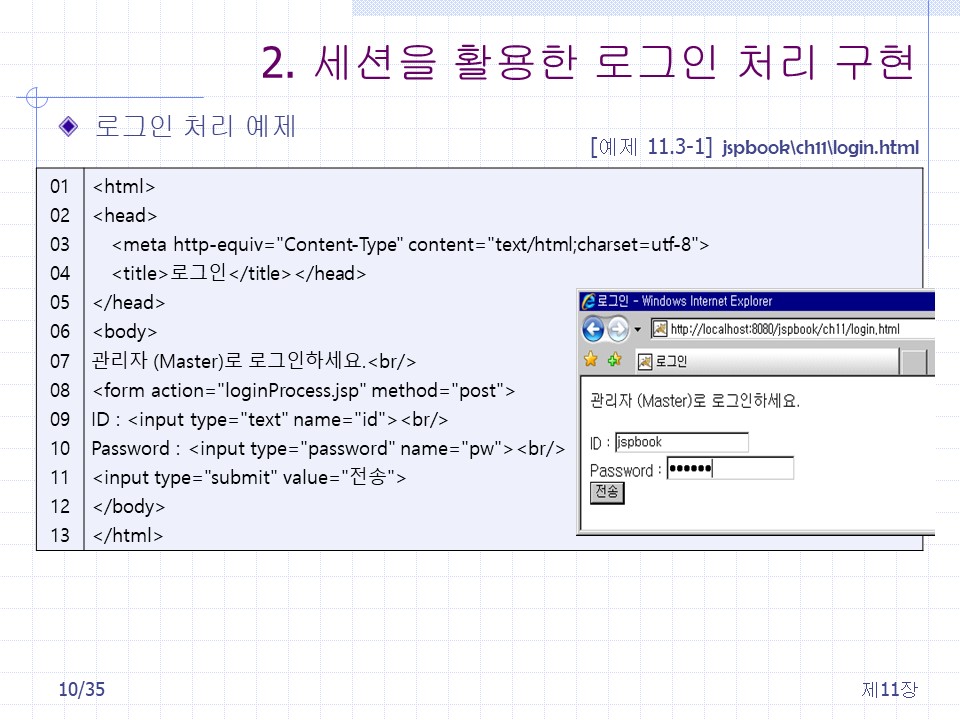 2. 세션을 활용한 로그인 처리 구현
로그인 처리 예제
[예제 11.3-1] jspbook\ch11\login.html
01 <html>
02 <head>
03 <meta http-equiv="Content-Type" content="text/html;charset=utf-8">
04 <title>로그인</title></head>
05 </head>
06 <body>
07 관리자 (Master)로 로그인하세요.<br/>
08 <form action="loginProcess.jsp" method="post">
09 ID : <input type="text" name="id"><br/>
10 Password : <input type="password" name="pw"><br/>
11 <input type="submit" value="전송">
12 </body>
13 </html>
로그인 - Windows Internet Explorer
http://localhost:8080/jspbook/ch11/login.html
로그인
관리자 (Master)로 로그인하세요.
ID : jspbook
Password : ●●●●●●
전송
10/35
제11장